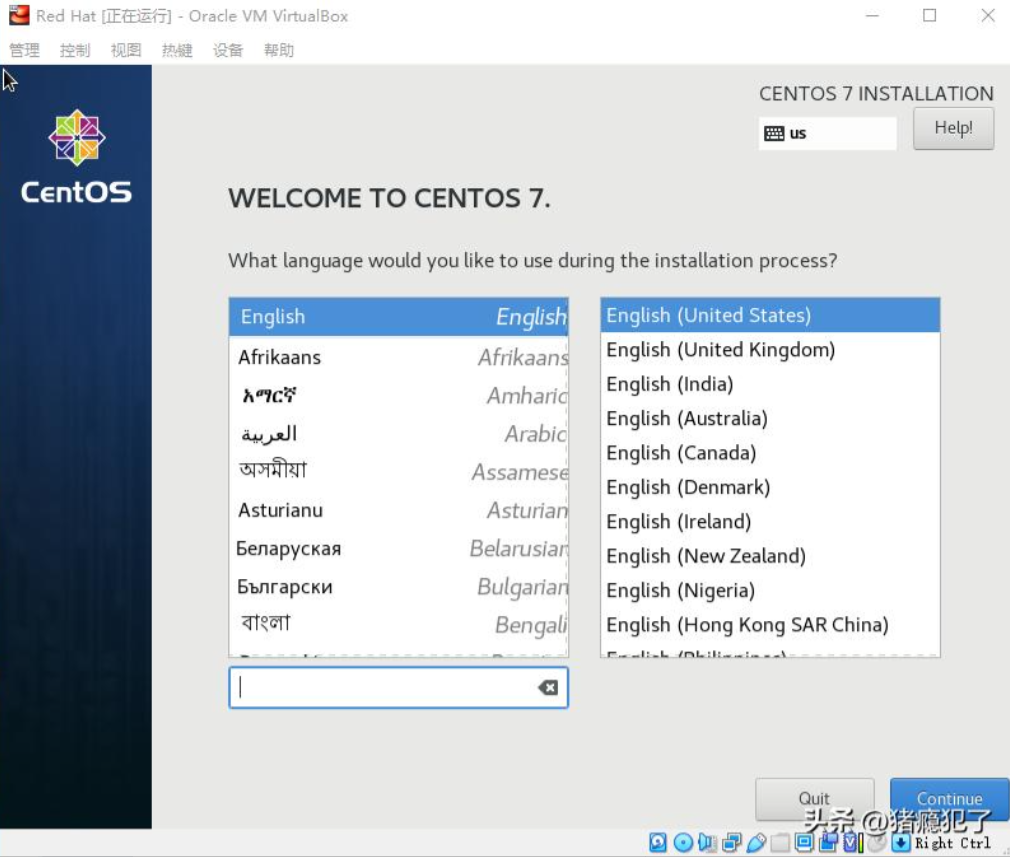 Red Hat [正在运行] - Oracle VM VirtualBox
管理 控制 视图 热键 设备 帮助
CentOS
CENTOS 7 INSTALLATION
us
Help!
WELCOME TO CENTOS 7.
What language would you like to use during the installation process?
English English
Afrikaans Afrikaans
አማርኛ Amharic
العربية Arabic
অসমীয়া Assamese
Asturianu Asturian
Беларуская Belarusian
Български Bulgarian
বাংলা Bengali
English (United States)
English (United Kingdom)
English (India)
English (Australia)
English (Canada)
English (Denmark)
English (Ireland)
English (New Zealand)
English (Nigeria)
English (Hong Kong SAR China)
English (Philippines)
Quit
Continue
头条 @猪瘾犯了
Right Ctrl